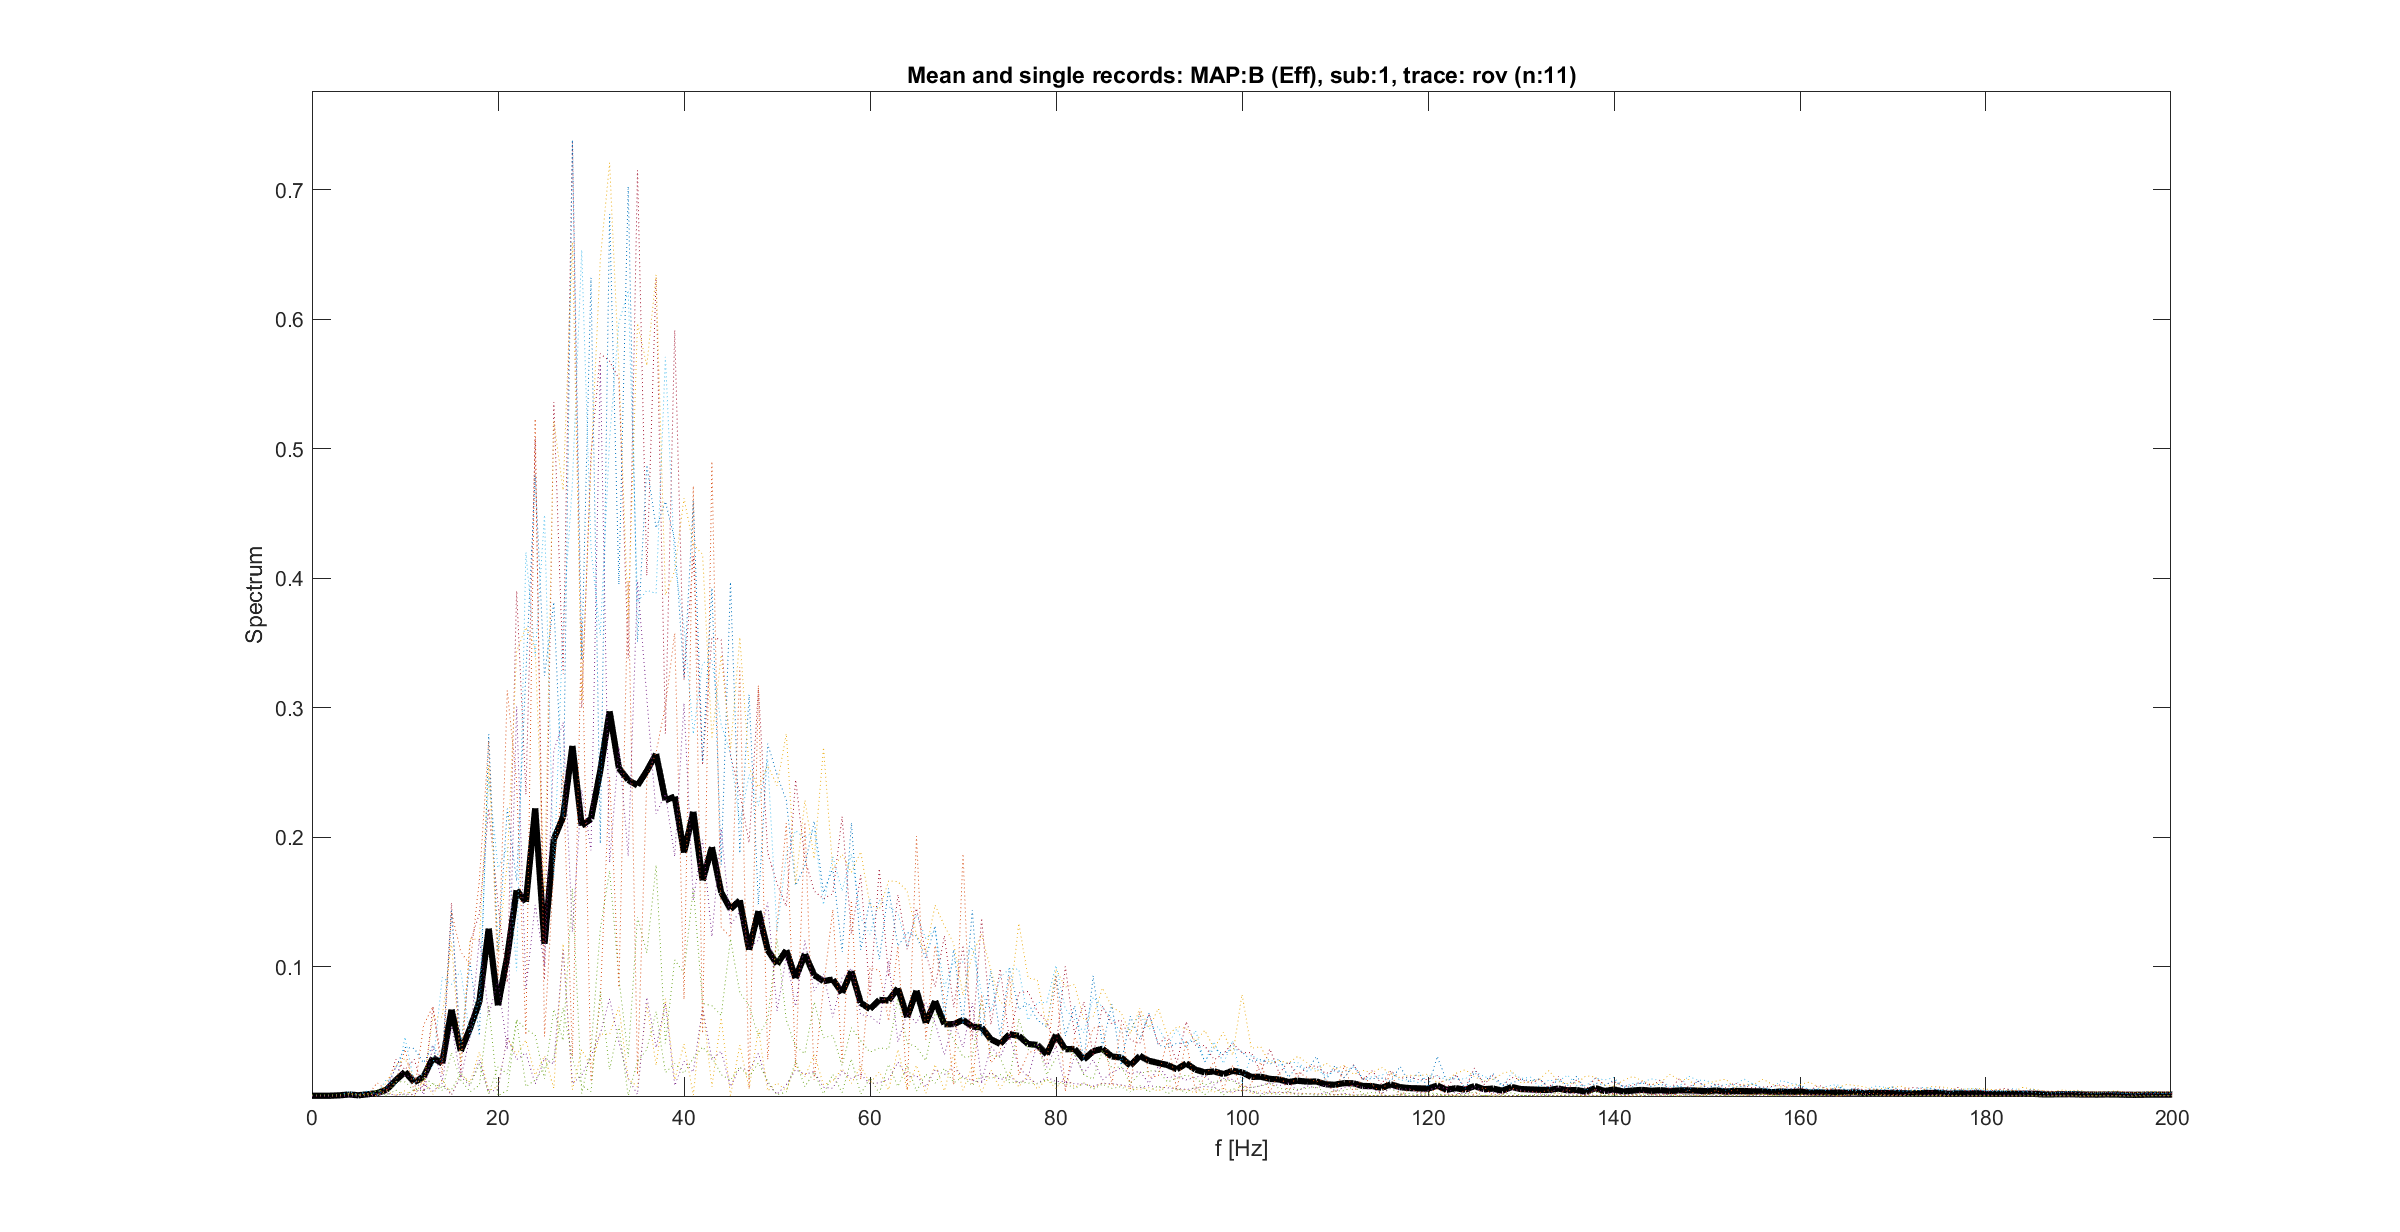 Mean and single records: MAP:B (Eff), sub:1, trace: rov (n:11)
0.7
0.6
0.5
0.4
0.3
0.2
0.1
Spectrum
0 20 40 60 80 100 120 140 160 180 200
f [Hz]